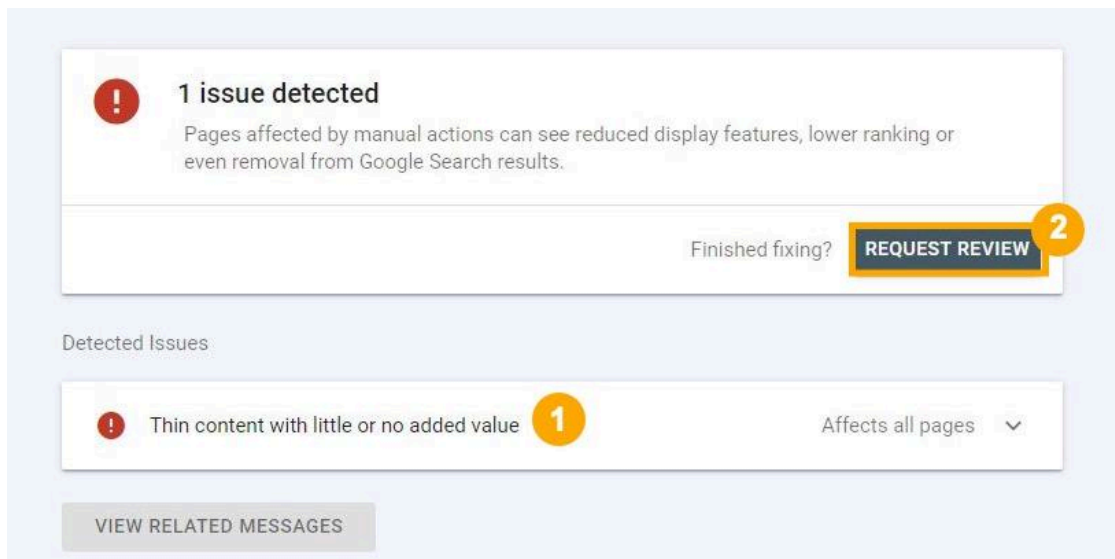 !
1 issue detected
Pages affected by manual actions can see reduced display features, lower ranking or
even removal from Google Search results.
Finished fixing? REQUEST REVIEW 2
Detected Issues
! Thin content with little or no added value 1 Affects all pages
VIEW RELATED MESSAGES